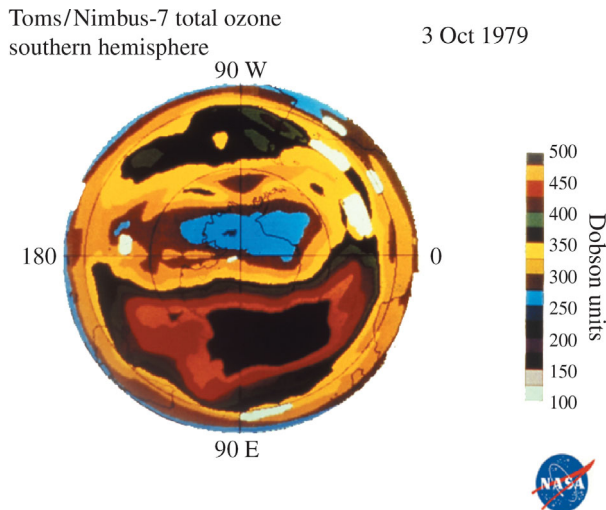 Toms/Nimbus-7 total ozone
southern hemisphere
3 Oct 1979
90 W
180
0
90 E
500
450
400
350
300
250
200
150
100
Dobson units
NASA